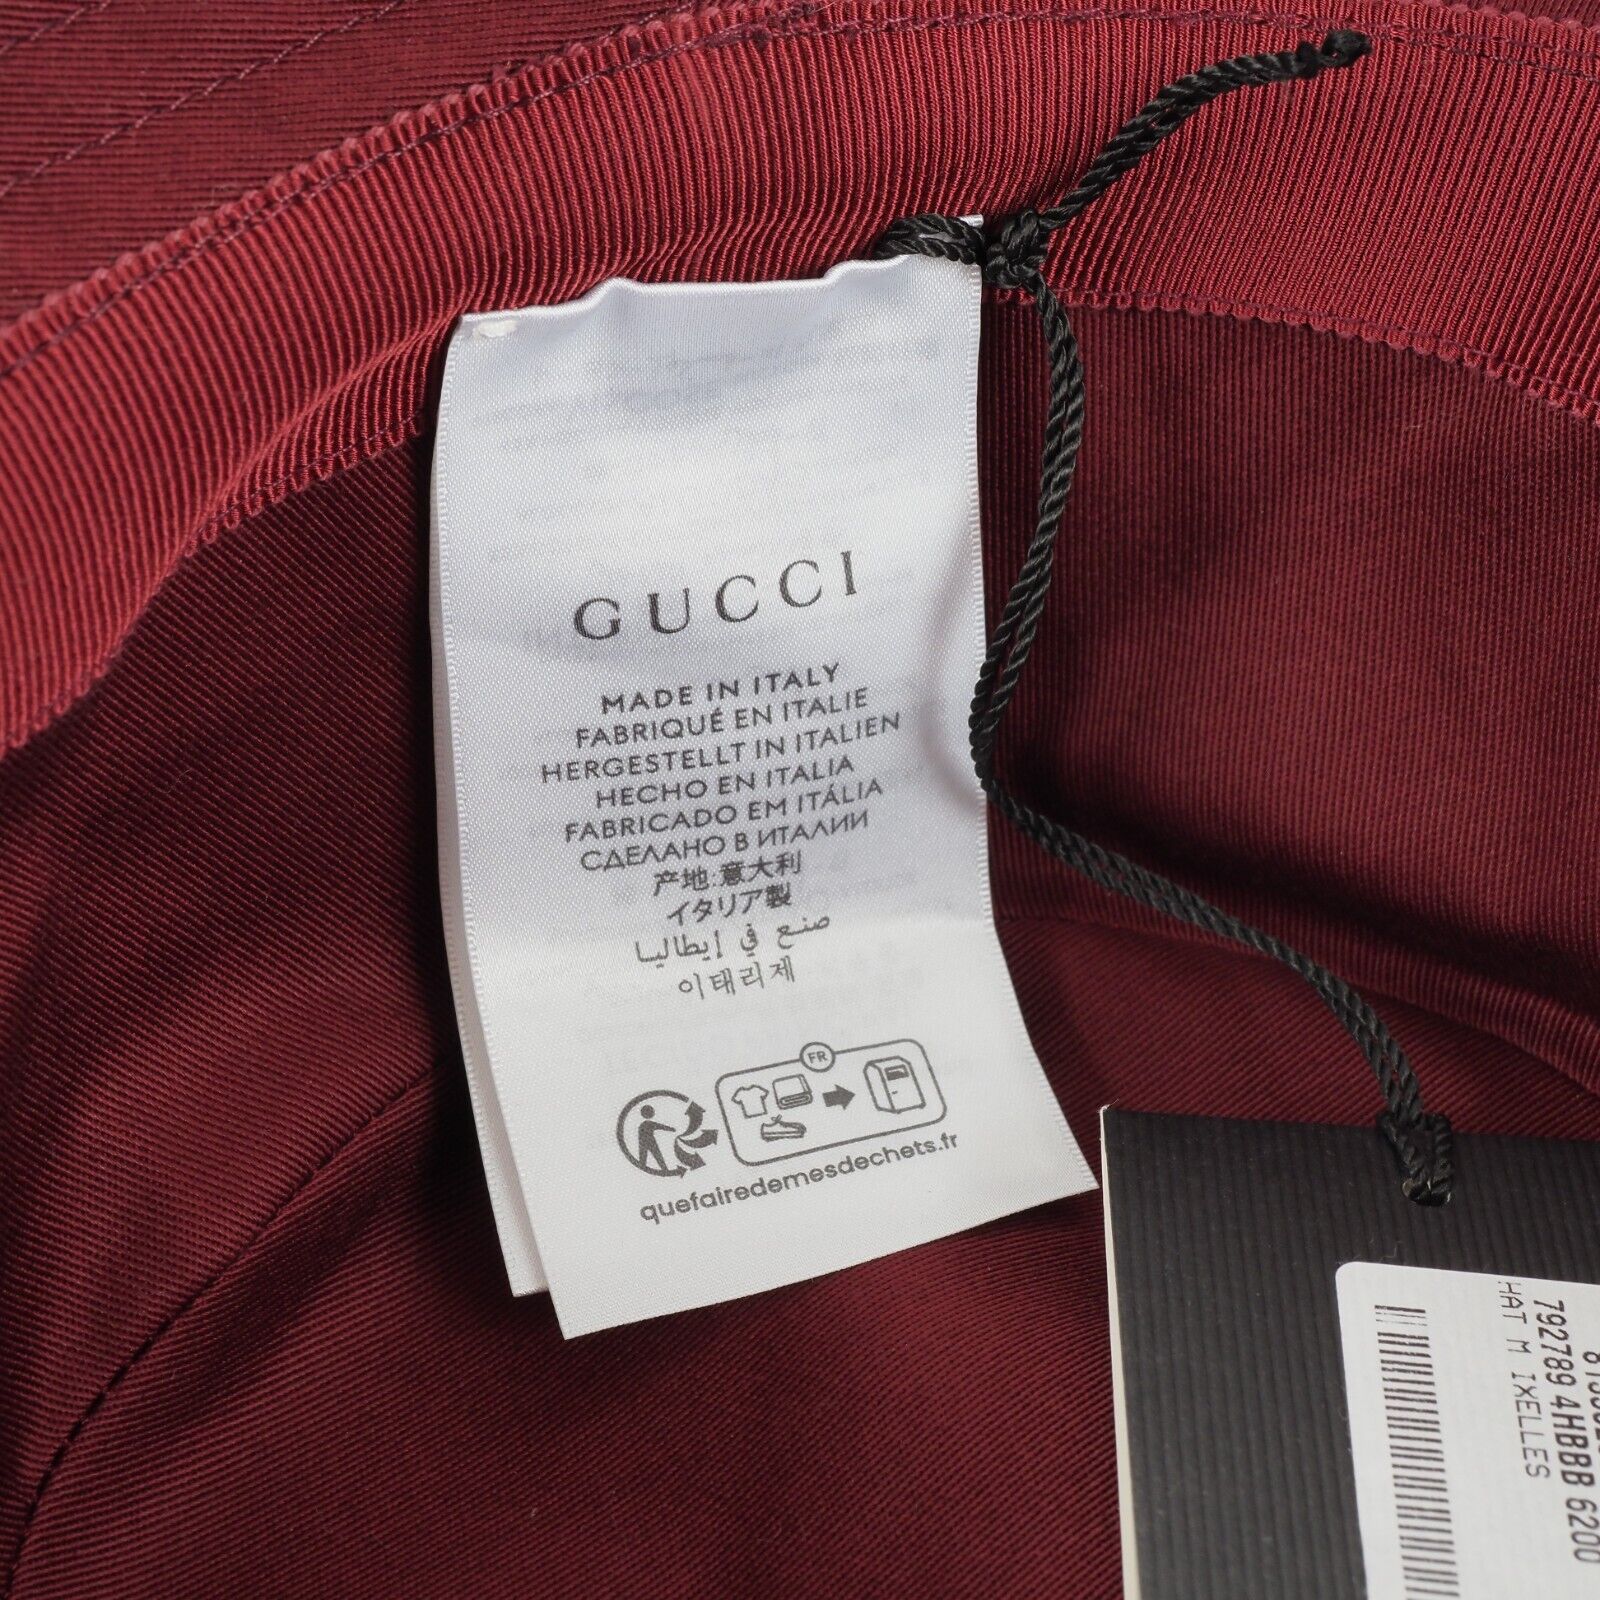 GUCCI
MADE IN ITALY
FABRIQUÉ EN ITALIE
HERGESTELLT IN ITALIEN
HECHO EN ITALIA
FABRICADO EM ITÁLIA
СДЕЛАНО В ИТАЛИИ
产地:意大利
イタリア製
صنع في إيطاليا
이태리제
FR
quefairedemesdechets.fr
792789 4HBBB 6200
HAT M IXELLES